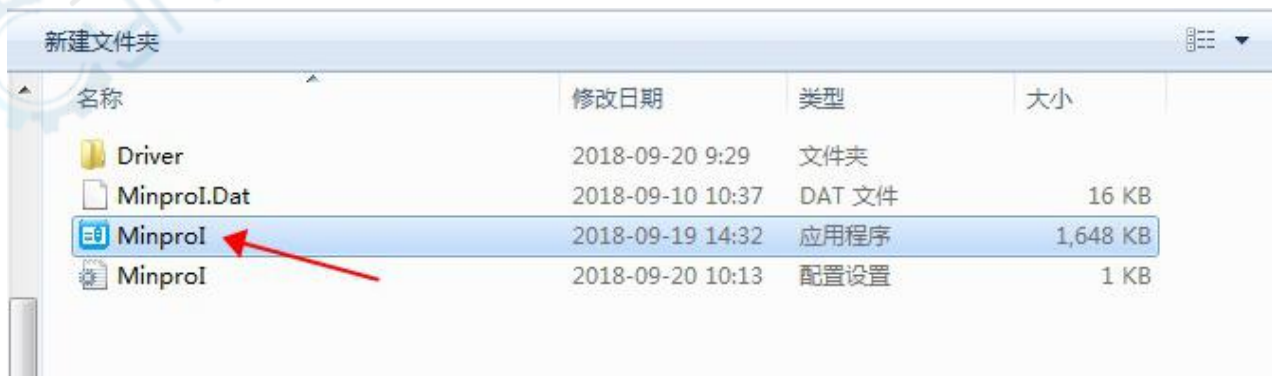 新建文件夹
名称 修改日期 类型 大小
Driver 2018-09-20 9:29 文件夹
MinproI.Dat 2018-09-10 10:37 DAT 文件 16 KB
MinproI 2018-09-19 14:32 应用程序 1,648 KB
MinproI 2018-09-20 10:13 配置设置 1 KB